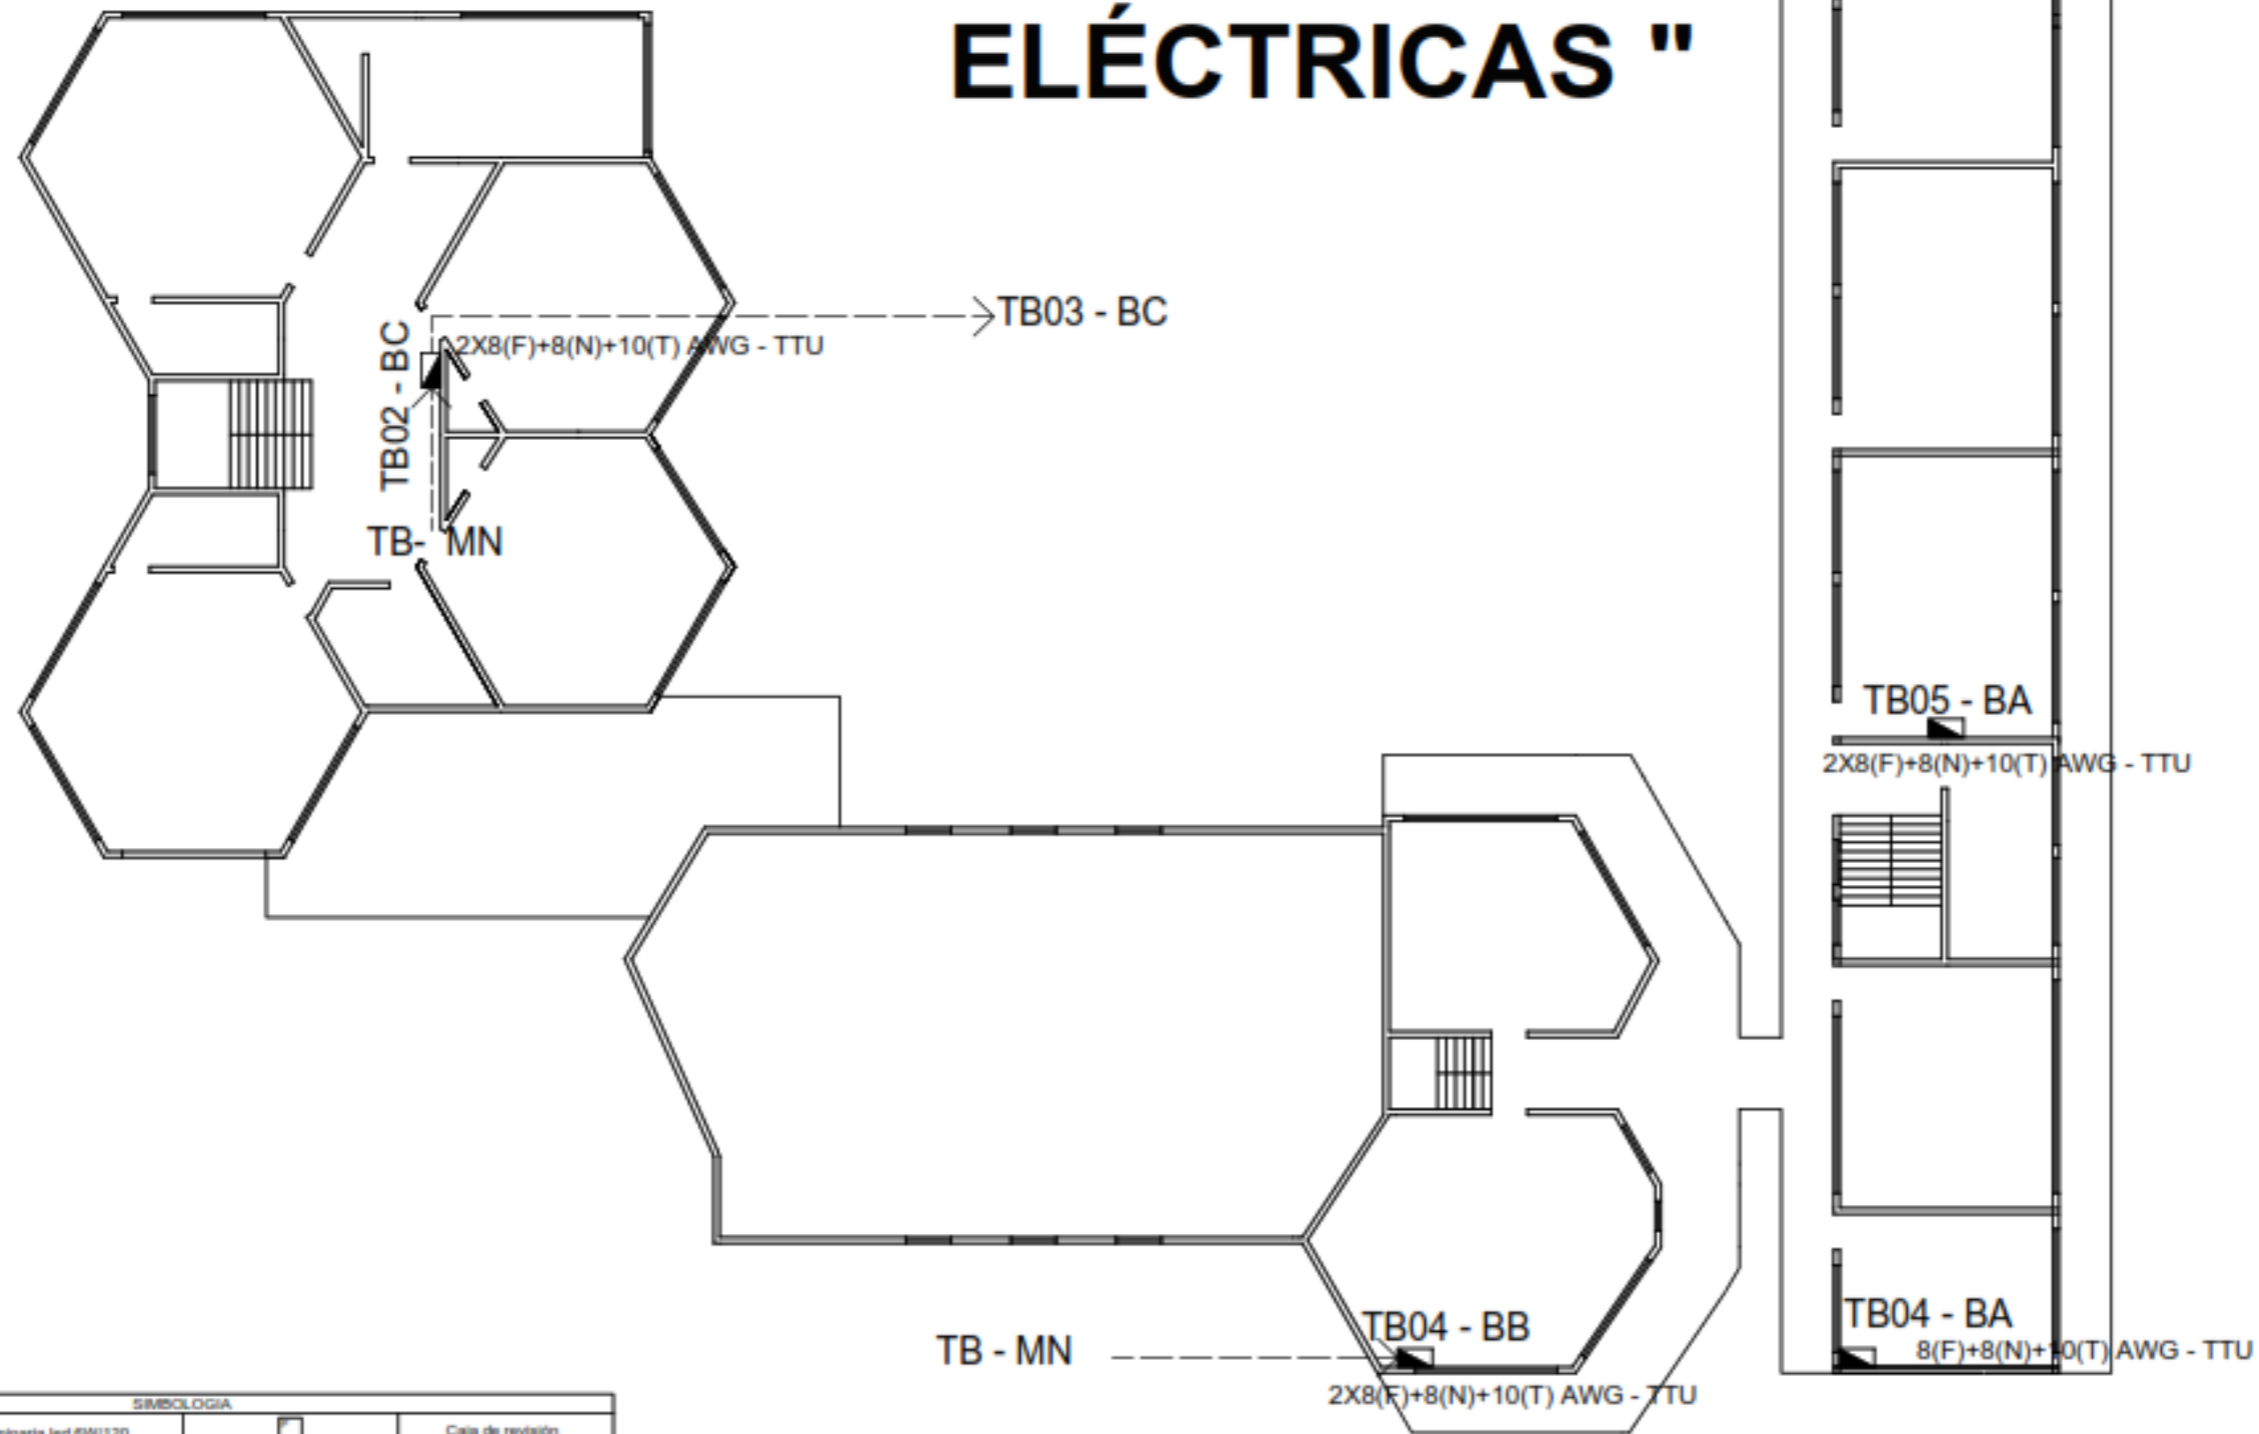 ELÉCTRICAS "
TB03 - BC
2X8(F)+8(N)+10(T) AWG - TTU
TB02 - BC
TB- MN
TB05 - BA
2X8(F)+8(N)+10(T) AWG - TTU
TB04 - BB
TB04 - BA
TB - MN
8(F)+8(N)+10(T) AWG - TTU
2X8(F)+8(N)+10(T) AWG - TTU
SIMBOLOGIA
Caja de revisión